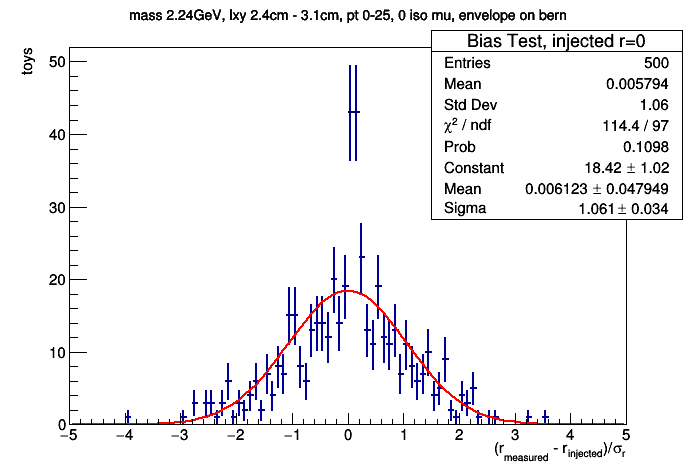 mass 2.24GeV, lxy 2.4cm - 3.1cm, pt 0-25, 0 iso mu, envelope on bern
Bias Test, injected r=0
Entries 500
Mean 0.005794
Std Dev 1.06
χ² / ndf 114.4 / 97
Prob 0.1098
Constant 18.42 ± 1.02
Mean 0.006123 ± 0.047949
Sigma 1.061 ± 0.034
toys
50
40
30
20
10
0
−5 −4 −3 −2 −1 0 1 2 3 4 5
(r_measured - r_injected)/σ_r